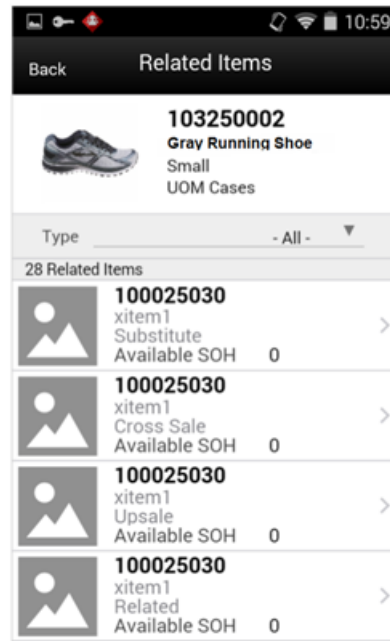 10:59
Back Related Items
103250002
Gray Running Shoe
Small
UOM Cases
Type - All -
28 Related Items
100025030
xitem1
Substitute
Available SOH 0
100025030
xitem1
Cross Sale
Available SOH 0
100025030
xitem1
Upsale
Available SOH 0
100025030
xitem1
Related
Available SOH 0